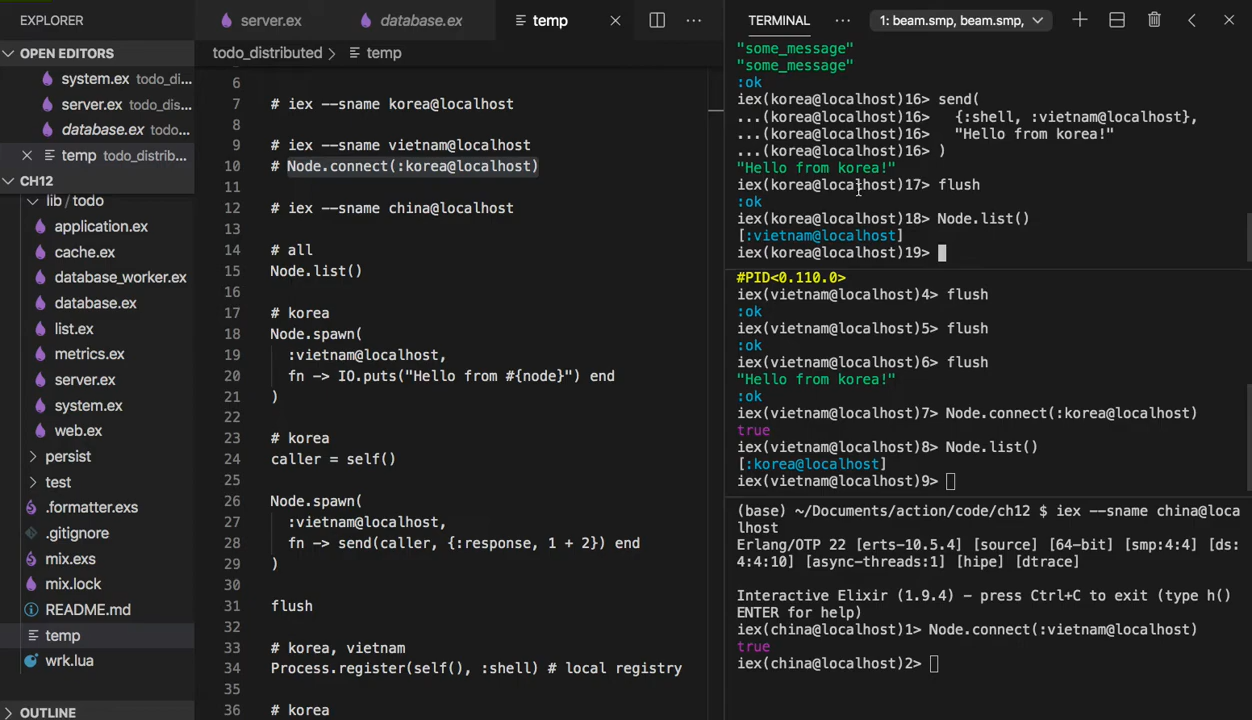 EXPLORER
OPEN EDITORS
system.ex todo_di...
server.ex todo_dis...
database.ex todo...
temp todo_distrib...
CH12
lib / todo
application.ex
cache.ex
database_worker.ex
database.ex
list.ex
metrics.ex
server.ex
system.ex
web.ex
persist
test
.formatter.exs
.gitignore
mix.exs
mix.lock
README.md
temp
wrk.lua
OUTLINE
server.ex
database.ex
temp
todo_distributed > temp
6
7 # iex --sname korea@localhost
8
9 # iex --sname vietnam@localhost
10 # Node.connect(:korea@localhost)
11
12 # iex --sname china@localhost
13
14 # all
15 Node.list()
16
17 # korea
18 Node.spawn(
19 :vietnam@localhost,
20 fn -> IO.puts("Hello from #{node}") end
21 )
22
23 # korea
24 caller = self()
25
26 Node.spawn(
27 :vietnam@localhost,
28 fn -> send(caller, {:response, 1 + 2}) end
29 )
30
31 flush
32
33 # korea, vietnam
34 Process.register(self(), :shell) # local registry
35
36 # korea
TERMINAL
1: beam.smp, beam.smp,
"some_message"
"some_message"
:ok
iex(korea@localhost)16> send(
...(korea@localhost)16> {:shell, :vietnam@localhost},
...(korea@localhost)16> "Hello from korea!"
...(korea@localhost)16> )
"Hello from korea!"
iex(korea@localhost)17> flush
:ok
iex(korea@localhost)18> Node.list()
[:vietnam@localhost]
iex(korea@localhost)19>
#PID<0.110.0>
iex(vietnam@localhost)4> flush
:ok
iex(vietnam@localhost)5> flush
:ok
iex(vietnam@localhost)6> flush
"Hello from korea!"
:ok
iex(vietnam@localhost)7> Node.connect(:korea@localhost)
true
iex(vietnam@localhost)8> Node.list()
[:korea@localhost]
iex(vietnam@localhost)9>
(base) ~/Documents/action/code/ch12 $ iex --sname china@loca
lhost
Erlang/OTP 22 [erts-10.5.4] [source] [64-bit] [smp:4:4] [ds:
4:4:10] [async-threads:1] [hipe] [dtrace]
Interactive Elixir (1.9.4) - press Ctrl+C to exit (type h()
ENTER for help)
iex(china@localhost)1> Node.connect(:vietnam@localhost)
true
iex(china@localhost)2>